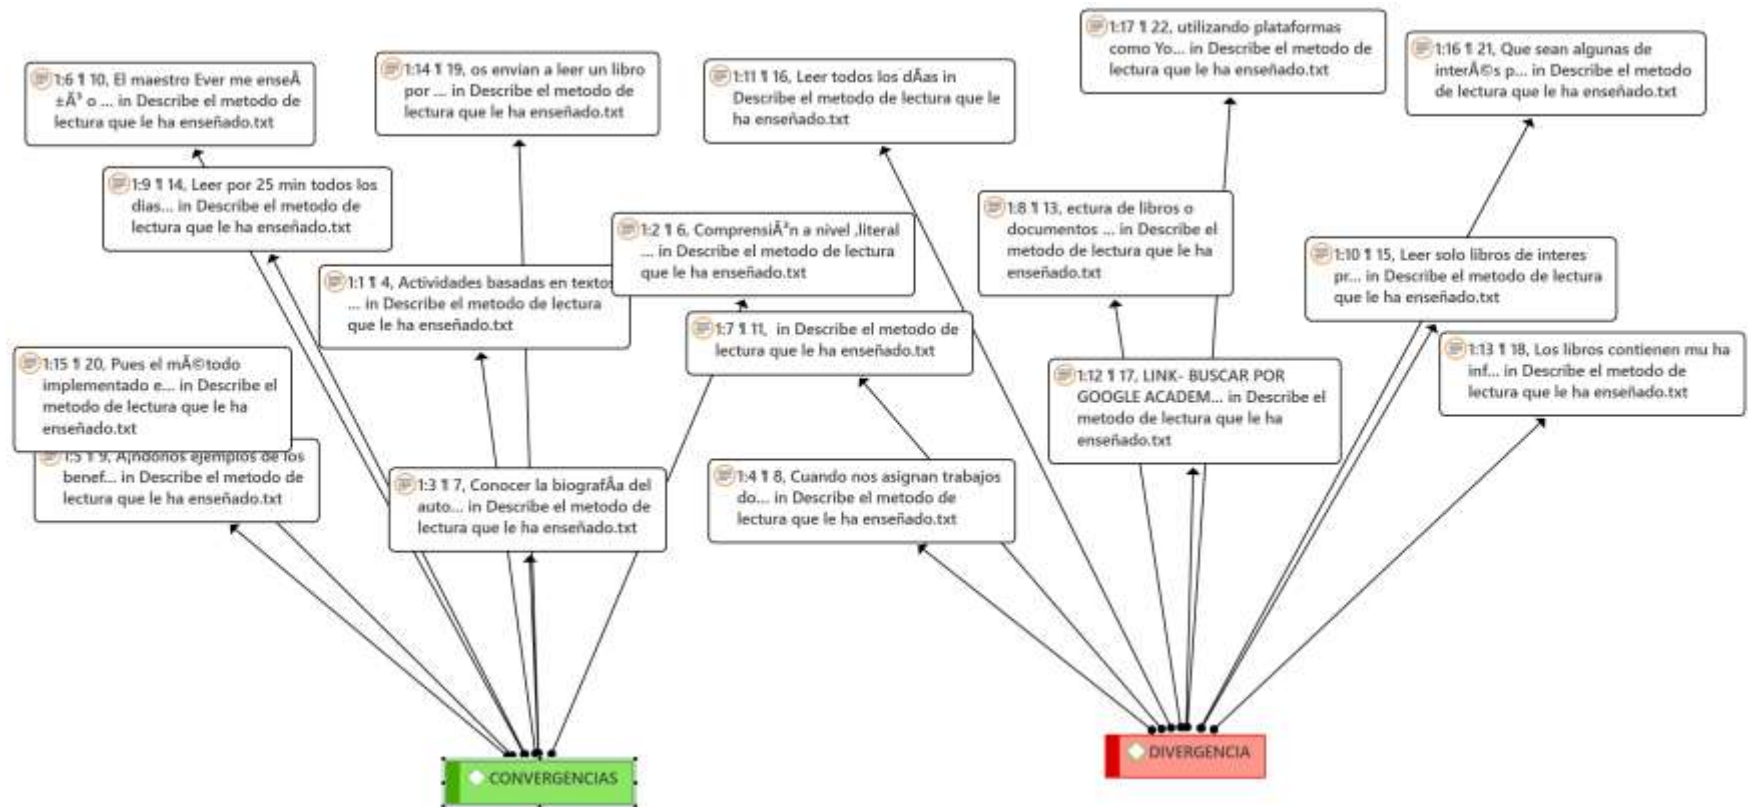 1:17 ¶ 22, utilizando plataformas
como Yo... in Describe el metodo de
lectura que le ha enseñado.txt
1:16 ¶ 21, Que sean algunas de
interÃ©s p... in Describe el metodo
de lectura que le ha enseñado.txt
1:6 ¶ 10, El maestro Ever me enseÃ
±Ã³ o ... in Describe el metodo de
lectura que le ha enseñado.txt
1:14 ¶ 19, os envian a leer un libro
por ... in Describe el metodo de
lectura que le ha enseñado.txt
1:11 ¶ 16, Leer todos los dÃas in
Describe el metodo de lectura que le
ha enseñado.txt
1:9 ¶ 14, Leer por 25 min todos los
dias... in Describe el metodo de
lectura que le ha enseñado.txt
1:2 ¶ 6, ComprensiÃ³n a nivel ,literal
... in Describe el metodo de lectura
que le ha enseñado.txt
1:8 ¶ 13, ectura de libros o
documentos ... in Describe el
metodo de lectura que le ha
enseñado.txt
1:10 ¶ 15, Leer solo libros de interes
pr... in Describe el metodo de lectura
que le ha enseñado.txt
1:1 ¶ 4, Actividades basadas en textos
... in Describe el metodo de lectura
que le ha enseñado.txt
1:7 ¶ 11, in Describe el metodo de
lectura que le ha enseñado.txt
1:13 ¶ 18, Los libros contienen mu ha
inf... in Describe el metodo de
lectura que le ha enseñado.txt
1:15 ¶ 20, Pues el mÃ©todo
implementado e... in Describe el
metodo de lectura que le ha
enseñado.txt
1:12 ¶ 17, LINK- BUSCAR POR
GOOGLE ACADEM... in Describe el
metodo de lectura que le ha
enseñado.txt
1:5 ¶ 9, Ã¡ndonos ejemplos de los
benef... in Describe el metodo de
lectura que le ha enseñado.txt
1:3 ¶ 7, Conocer la biografÃa del
auto... in Describe el metodo de
lectura que le ha enseñado.txt
1:4 ¶ 8, Cuando nos asignan trabajos
do... in Describe el metodo de
lectura que le ha enseñado.txt
DIVERGENCIA
CONVERGENCIAS